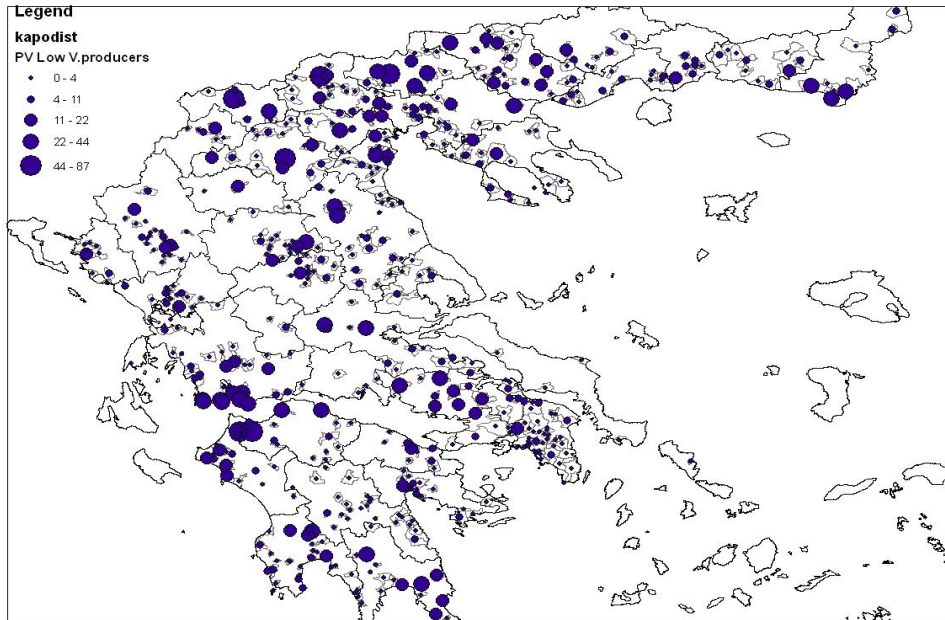 Legend
kapodist
PV Low V.producers
0 - 4
4 - 11
11 - 22
22 - 44
44 - 87